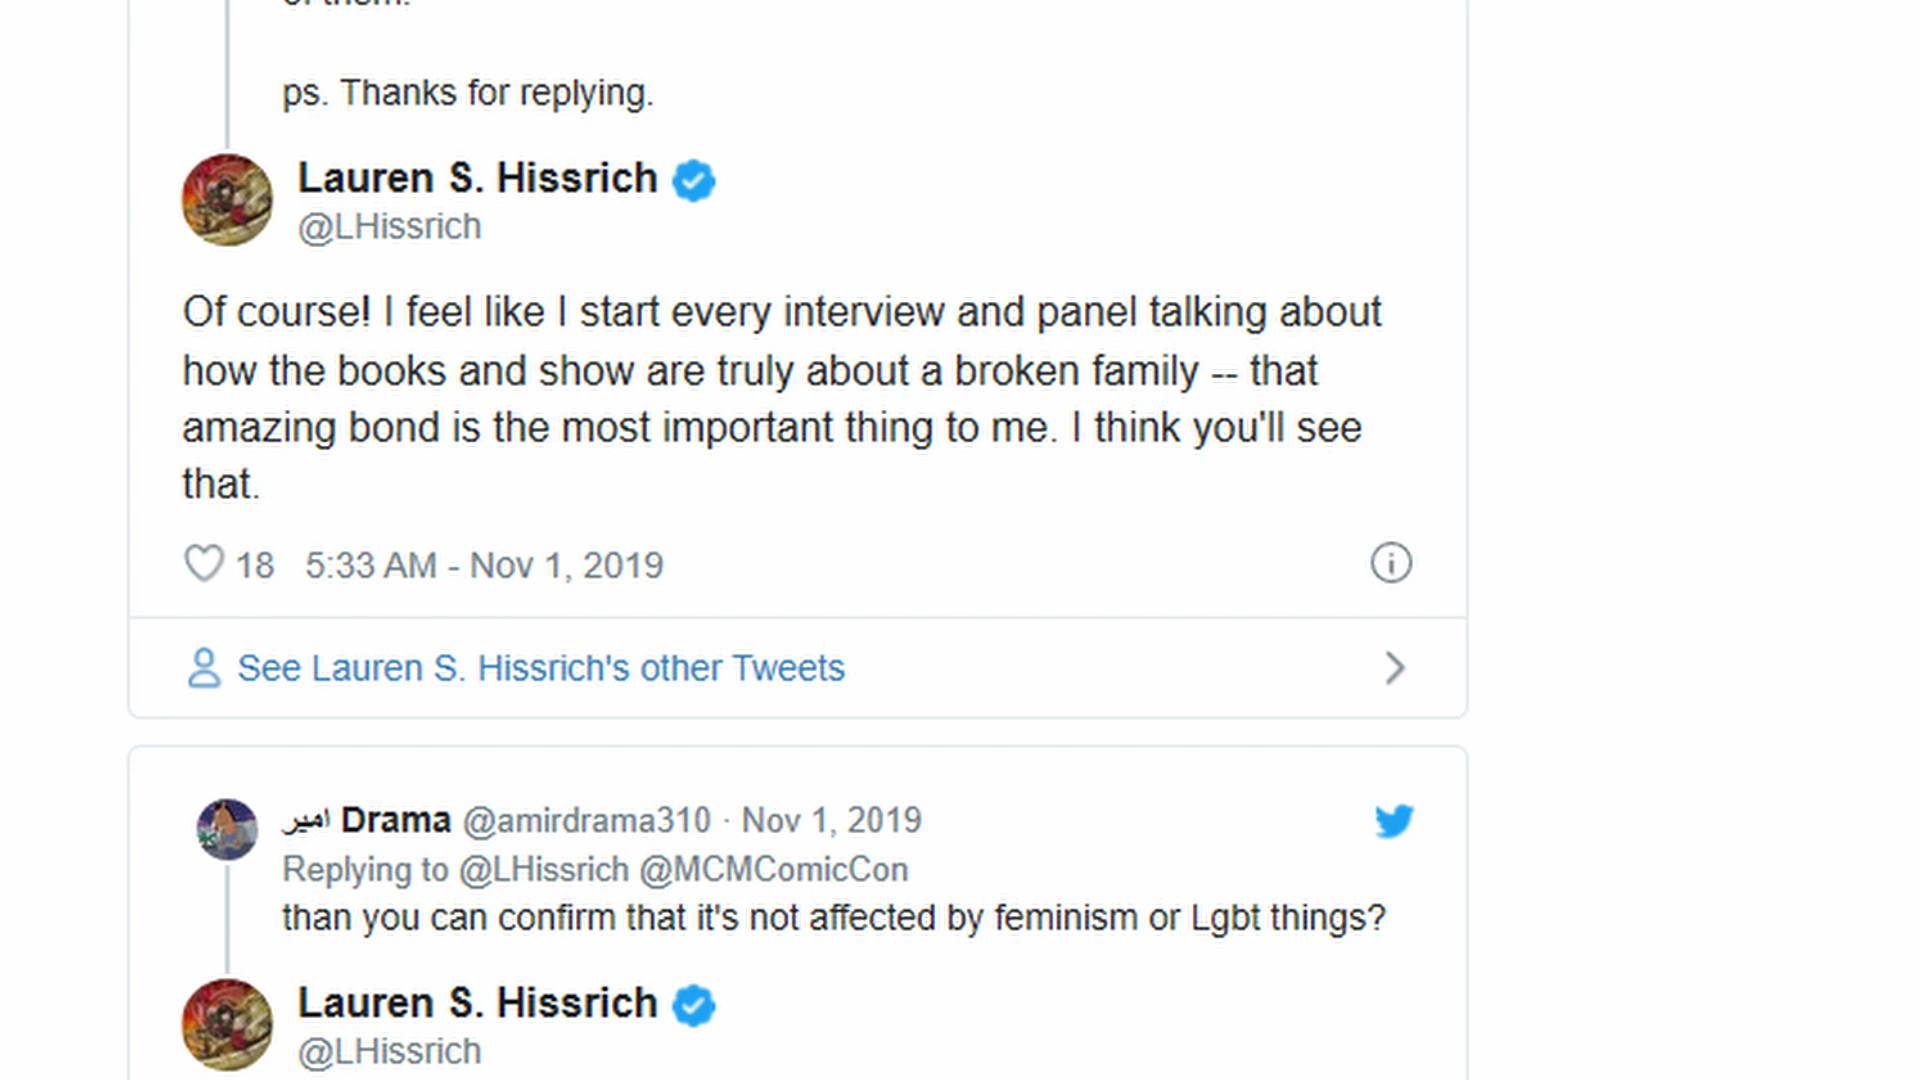 of them.
ps. Thanks for replying.
Lauren S. Hissrich
@LHissrich
Of course! I feel like I start every interview and panel talking about
how the books and show are truly about a broken family -- that
amazing bond is the most important thing to me. I think you'll see
that.
18 5:33 AM - Nov 1, 2019
See Lauren S. Hissrich's other Tweets
امیر Drama @amirdrama310 · Nov 1, 2019
Replying to @LHissrich @MCMComicCon
than you can confirm that it's not affected by feminism or Lgbt things?
Lauren S. Hissrich
@LHissrich